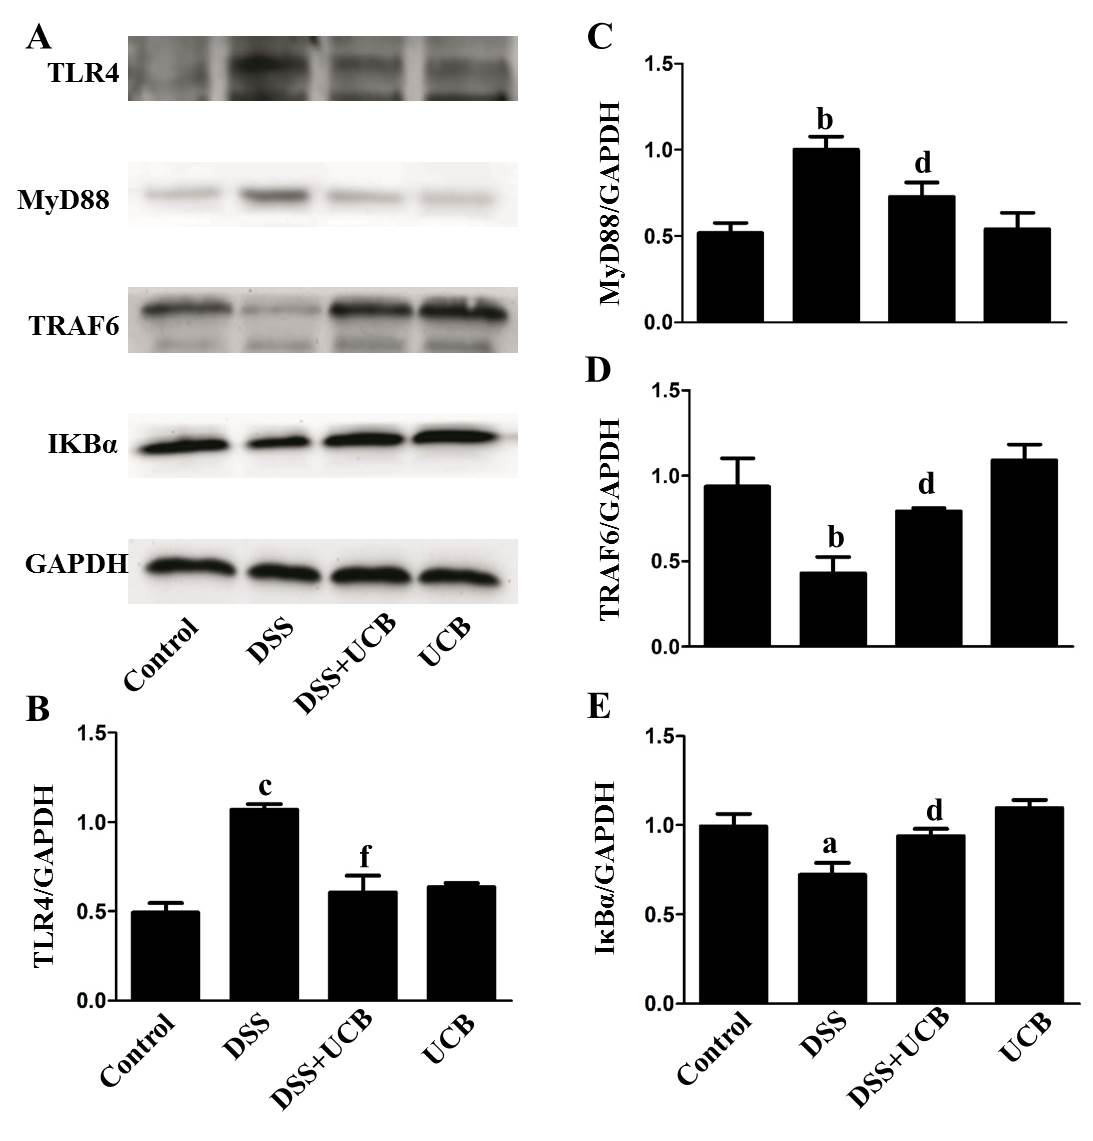 A
TLR4
MyD88
TRAF6
IKBα
GAPDH
Control
DSS
DSS+UCB
UCB
B
TLR4/GAPDH
1.5
1.0
0.5
0.0
c
f
Control
DSS
DSS+UCB
UCB
C
MyD88/GAPDH
1.5
1.0
0.5
0.0
b
d
D
TRAF6/GAPDH
1.5
1.0
0.5
0.0
b
d
E
IκBα/GAPDH
1.5
1.0
0.5
0.0
a
d
Control
DSS
DSS+UCB
UCB